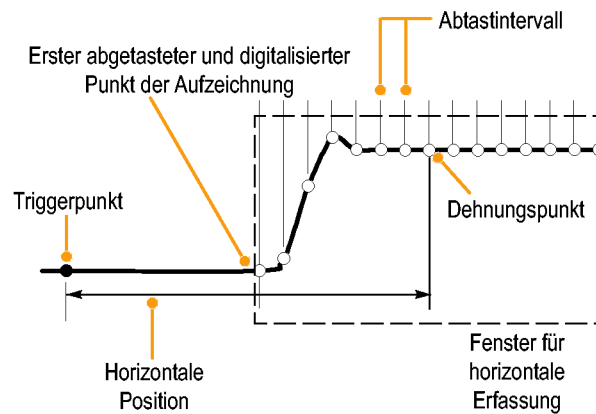 Abtastintervall
Erster abgetasteter und digitalisierter
Punkt der Aufzeichnung
Triggerpunkt
Dehnungspunkt
Horizontale
Position
Fenster für
horizontale
Erfassung